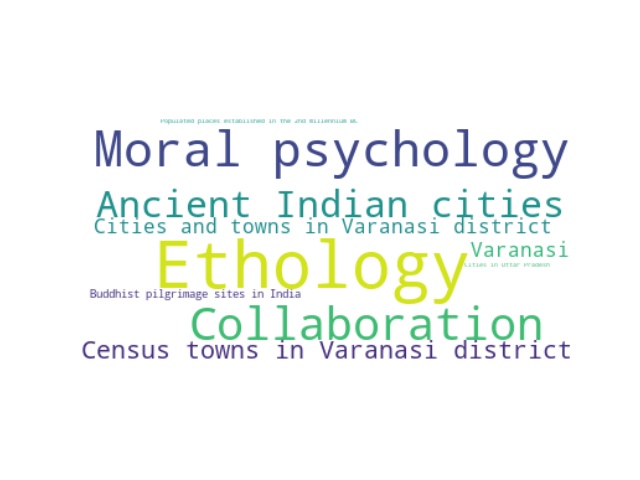 Populated places established in the 2nd millennium BC
Moral psychology
Ancient Indian cities
Cities and towns in Varanasi district
Ethology
Varanasi
Cities in Uttar Pradesh
Buddhist pilgrimage sites in India
Collaboration
Census towns in Varanasi district